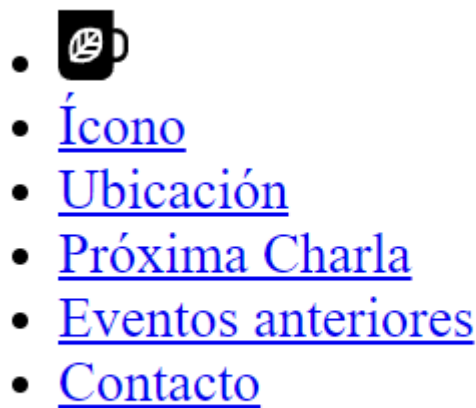 Ícono
Ubicación
Próxima Charla
Eventos anteriores
Contacto